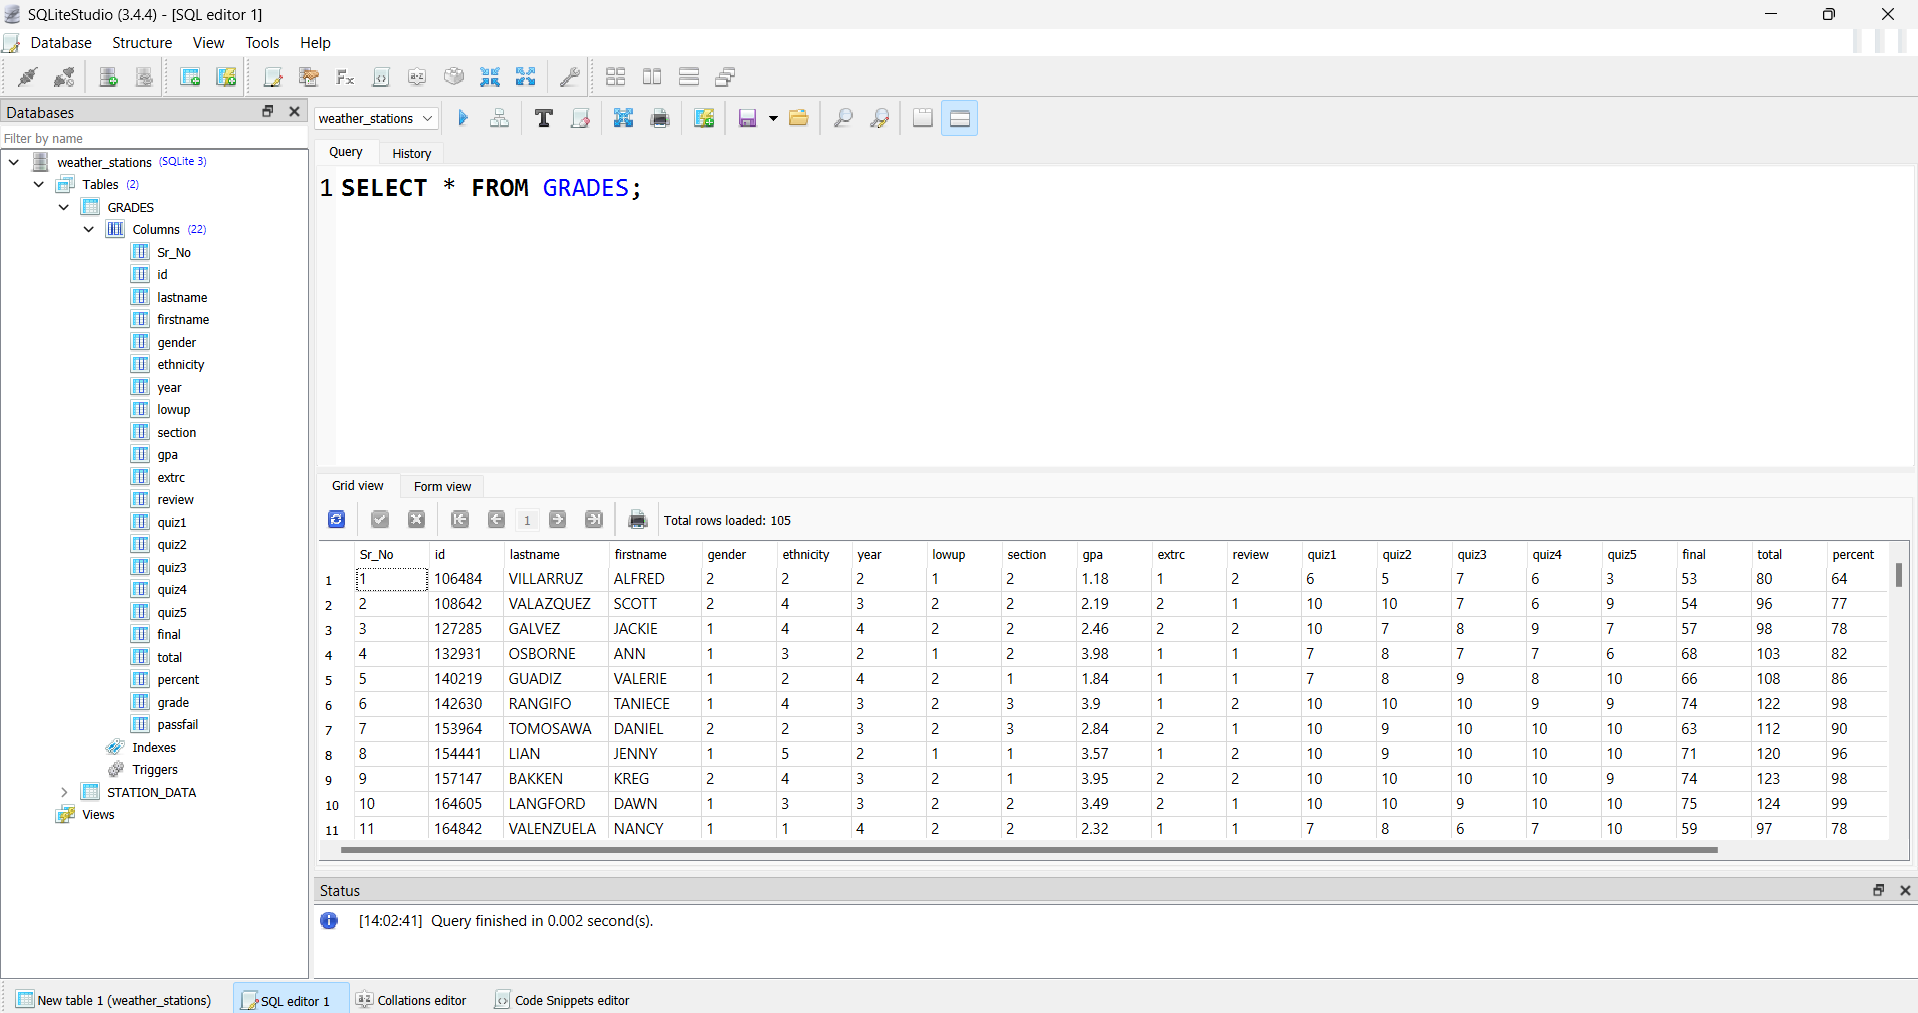 SQLiteStudio (3.4.4) - [SQL editor 1]
Database Structure View Tools Help
Databases
Filter by name
weather_stations (SQLite 3)
Tables (2)
GRADES
Columns (22)
Sr_No
id
lastname
firstname
gender
ethnicity
year
lowup
section
gpa
extrc
review
quiz1
quiz2
quiz3
quiz4
quiz5
final
total
percent
grade
passfail
Indexes
Triggers
STATION_DATA
Views
weather_stations
Query History
1 SELECT * FROM GRADES;
Grid view Form view
1 Total rows loaded: 105
Sr_No id lastname firstname gender ethnicity year lowup section gpa extrc review quiz1 quiz2 quiz3 quiz4 quiz5 final total percent
1 1 106484 VILLARRUZ ALFRED 2 2 2 1 2 1.18 1 2 6 5 7 6 3 53 80 64
2 2 108642 VALAZQUEZ SCOTT 2 4 3 2 2 2.19 2 1 10 10 7 6 9 54 96 77
3 3 127285 GALVEZ JACKIE 1 4 4 2 2 2.46 2 2 10 7 8 9 7 57 98 78
4 4 132931 OSBORNE ANN 1 3 2 1 2 3.98 1 1 7 8 7 7 6 68 103 82
5 5 140219 GUADIZ VALERIE 1 2 4 2 1 1.84 1 1 7 8 9 8 10 66 108 86
6 6 142630 RANGIFO TANIECE 1 4 3 2 3 3.9 1 2 10 10 10 9 9 74 122 98
7 7 153964 TOMOSAWA DANIEL 2 2 3 2 3 2.84 2 1 10 9 10 10 10 63 112 90
8 8 154441 LIAN JENNY 1 5 2 1 1 3.57 1 2 10 9 10 10 10 71 120 96
9 9 157147 BAKKEN KREG 2 4 3 2 1 3.95 2 2 10 10 10 10 9 74 123 98
10 10 164605 LANGFORD DAWN 1 3 3 2 2 3.49 2 1 10 10 9 10 10 75 124 99
11 11 164842 VALENZUELA NANCY 1 1 4 2 2 2.32 1 1 7 8 6 7 10 59 97 78
Status
[14:02:41] Query finished in 0.002 second(s).
New table 1 (weather_stations) SQL editor 1 Collations editor Code Snippets editor